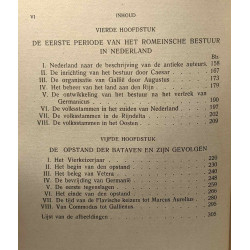 VI INHOUD
VIERDE HOOFDSTUK
DE EERSTE PERIODE VAN HET ROMEINSCHE BESTUUR
IN NEDERLAND
Blz.
I. Nederland naar de beschrijving van de antieke auteurs. 158
II. De inrichting van het bestuur door Caesar
III. De organisatie van Gallië door Augustus
IV. Het beheer van het land aan den Rijn
V. De ontwikkeling van het bestuur na het vertrek van
Germanicus
VI. De volksstammen in het zuiden van Nederland
VII. De volksstammen in de Rijndelta
VIII. De volksstammen in het Oosten
VIJFDE HOOFDSTUK
DE OPSTAND DER BATAVEN EN ZIJN GEVOLGEN
I. Het Vierkeizerjaar 220
II. Het begin van den opstand
III. Het beleg van Vetera
IV. De bevrijding van Germanië
V. De eerste tegenslagen
VI. Het einde van den opstand
VII. De tijd van de Flavische keizers tot Marcus Aurelius
VIII. Van Commodus tot Gallienus
Lijst van de afbeeldingen